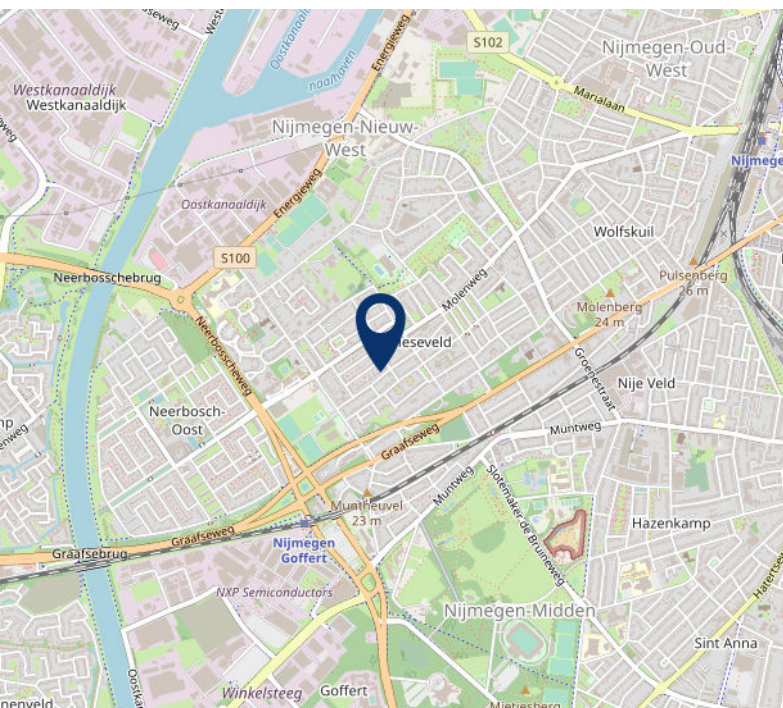 S102
Nijmegen-Oud-
West
Energieweg
Westkanaaldijk
Westkanaaldijk
Marialaan
Nijmegen-Nieuw-
West
Oostkanaaldijk
Energieweg
Wolfskuil
S100
Neerbosschebrug
Molenweg
Pulsenberg
26 m
Molenberg
24 m
Neerbosscheweg
Groenestraat
Nije Veld
Neerbosch-
Oost
Muntweg
Graafseweg
Muntweg
Slotemaker de Bruïneweg
Muntheuvel
23 m
Hazenkamp
Graafseweg
Graafsebrug
Nijmegen
Goffert
NXP Semiconductors
Nijmegen-Midden
Sint Anna
Winkelsteeg
Goffert